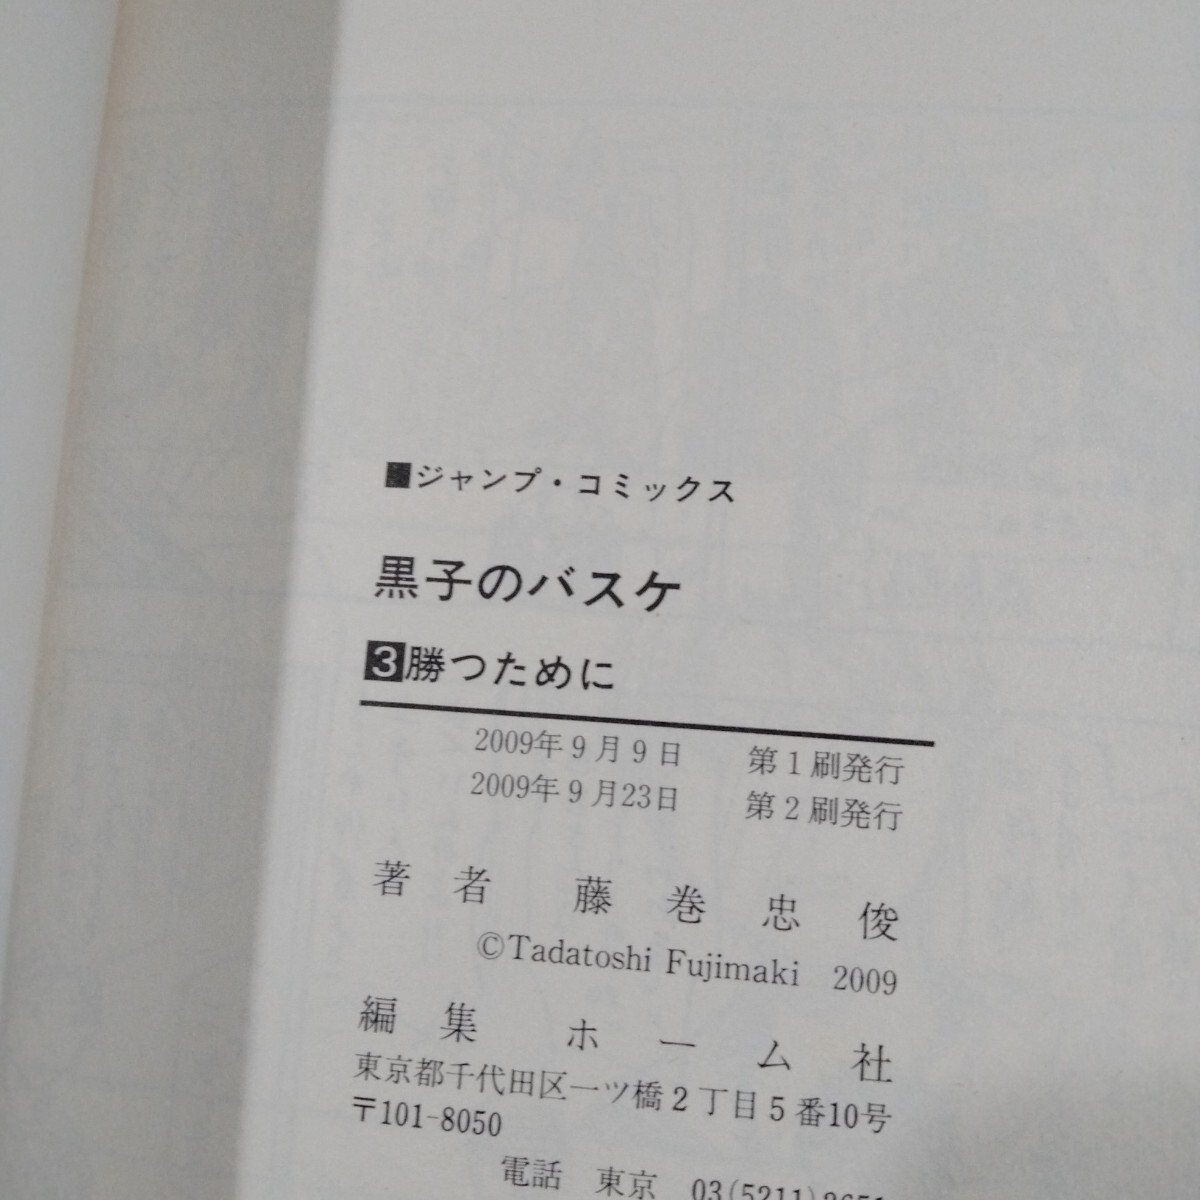 ■ジャンプ・コミックス
黒子のバスケ
3勝つために
2009年9月9日 第1刷発行
2009年9月23日 第2刷発行
著者 藤巻忠俊
©Tadatoshi Fujimaki 2009
編集 ホーム社
東京都千代田区一ツ橋2丁目5番10号
〒101-8050
電話 東京 03(5211)2651